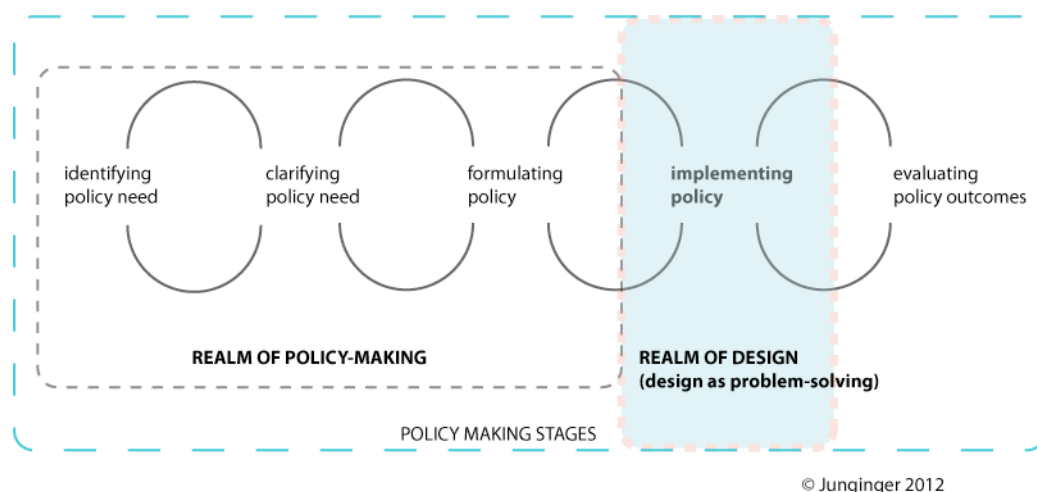 identifying
policy need
clarifying
policy need
formulating
policy
implementing
policy
evaluating
policy outcomes
REALM OF POLICY-MAKING
REALM OF DESIGN
(design as problem-solving)
POLICY MAKING STAGES
© Junginger 2012